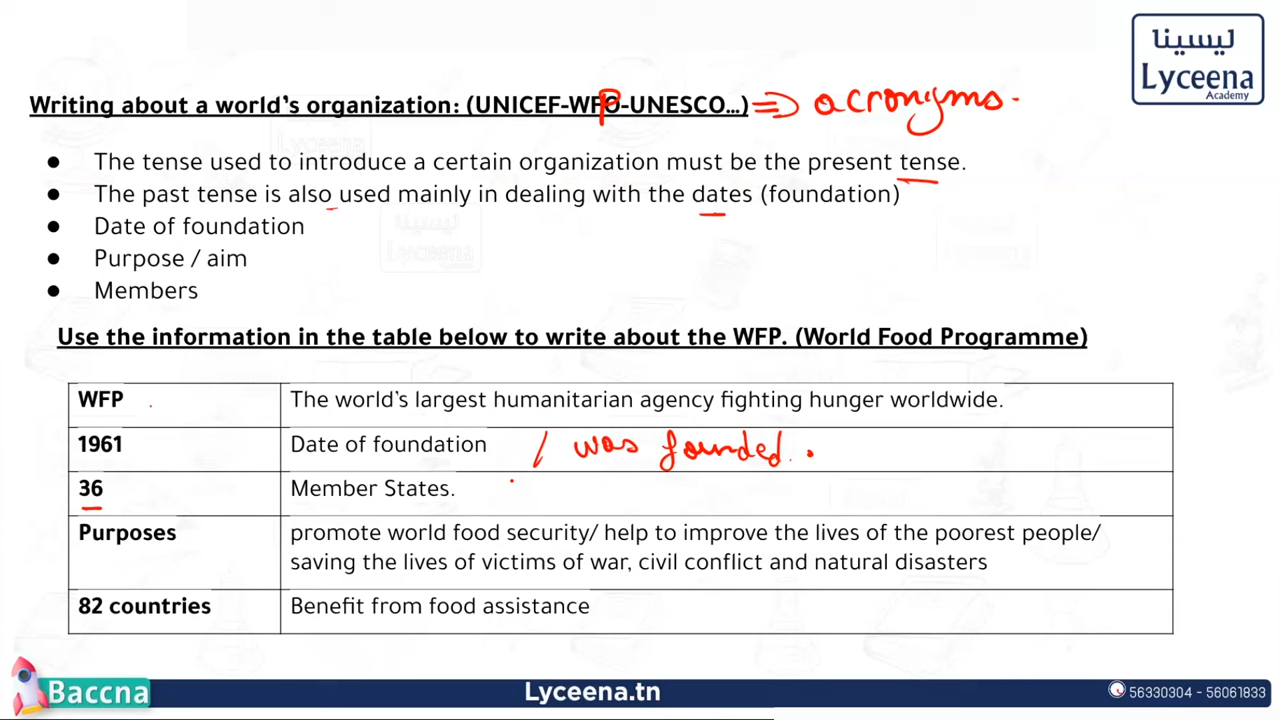 ليسينا
Lyceena
Academy
Writing about a world's organization: (UNICEF-WFP-UNESCO...) => acronyms.
● The tense used to introduce a certain organization must be the present tense.
● The past tense is also used mainly in dealing with the dates (foundation)
● Date of foundation
● Purpose / aim
● Members
Use the information in the table below to write about the WFP. (World Food Programme)
WFP The world's largest humanitarian agency fighting hunger worldwide.
1961 Date of foundation / was founded.
36 Member States.
Purposes promote world food security/ help to improve the lives of the poorest people/
saving the lives of victims of war, civil conflict and natural disasters
82 countries Benefit from food assistance
Baccna Lyceena.tn 56330304 - 56061833